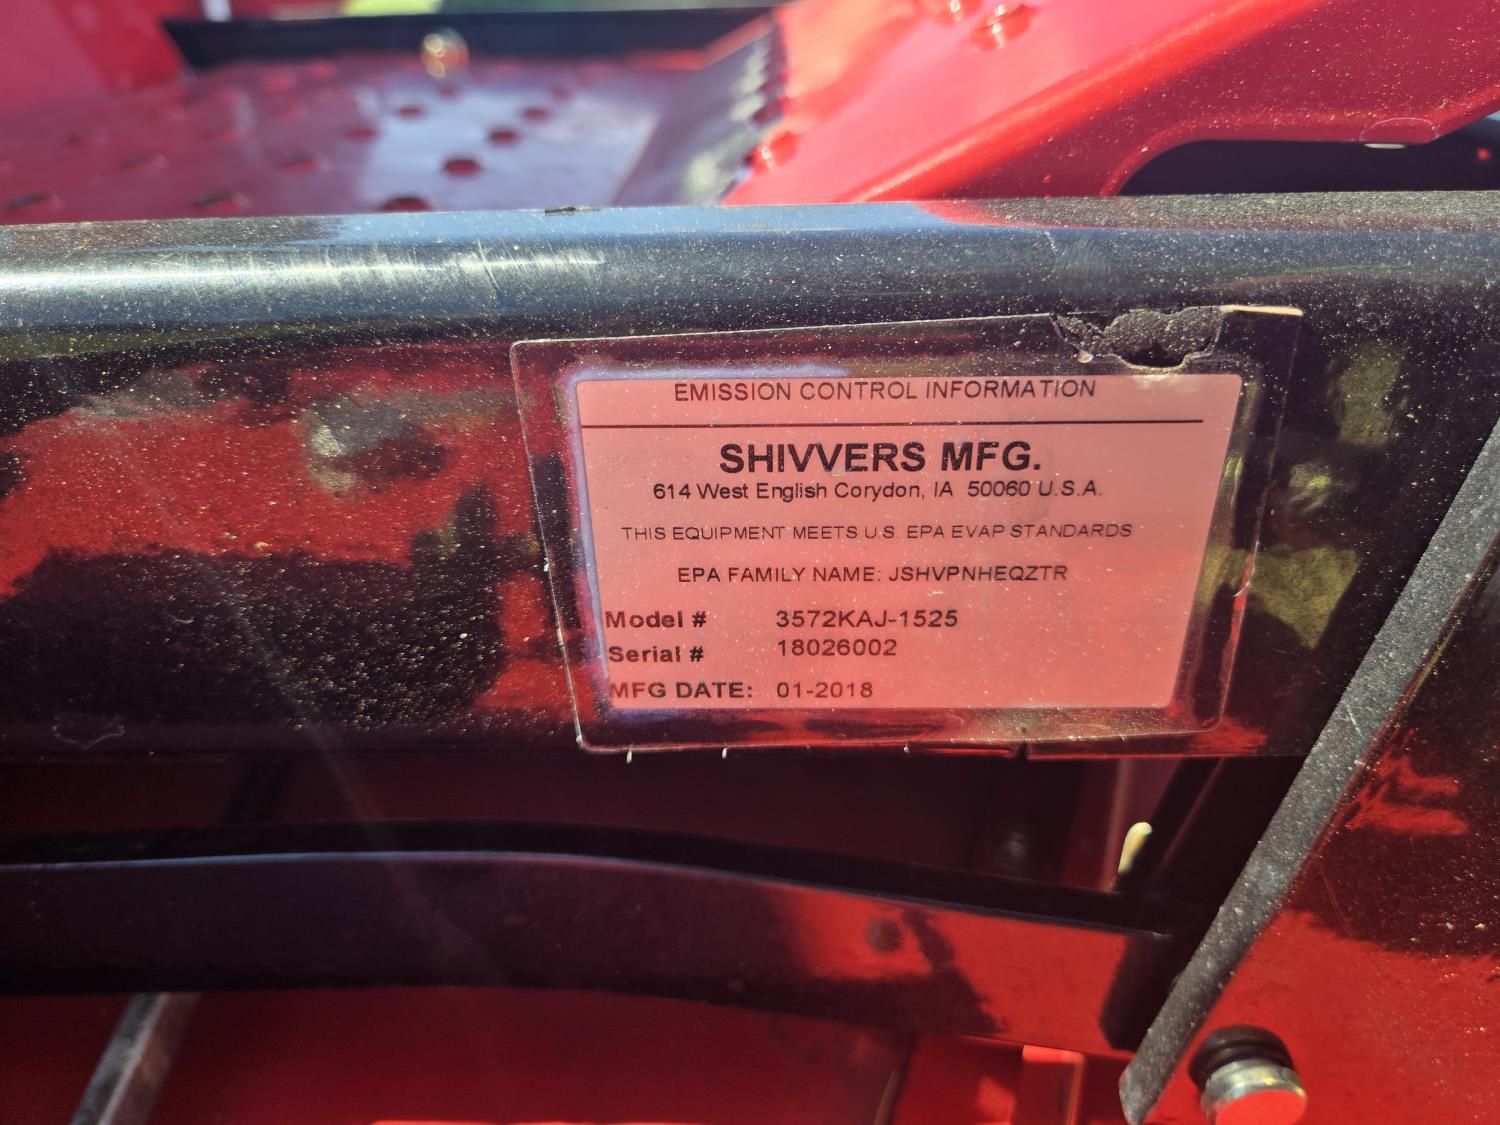 EMISSION CONTROL INFORMATION
SHIVVERS MFG.
614 West English Corydon, IA 50060 U.S.A.
THIS EQUIPMENT MEETS U.S. EPA EVAP STANDARDS
EPA FAMILY NAME: JSHVPNHEQZTR
Model # 3572KAJ-1525
Serial # 18026002
MFG DATE: 01-2018